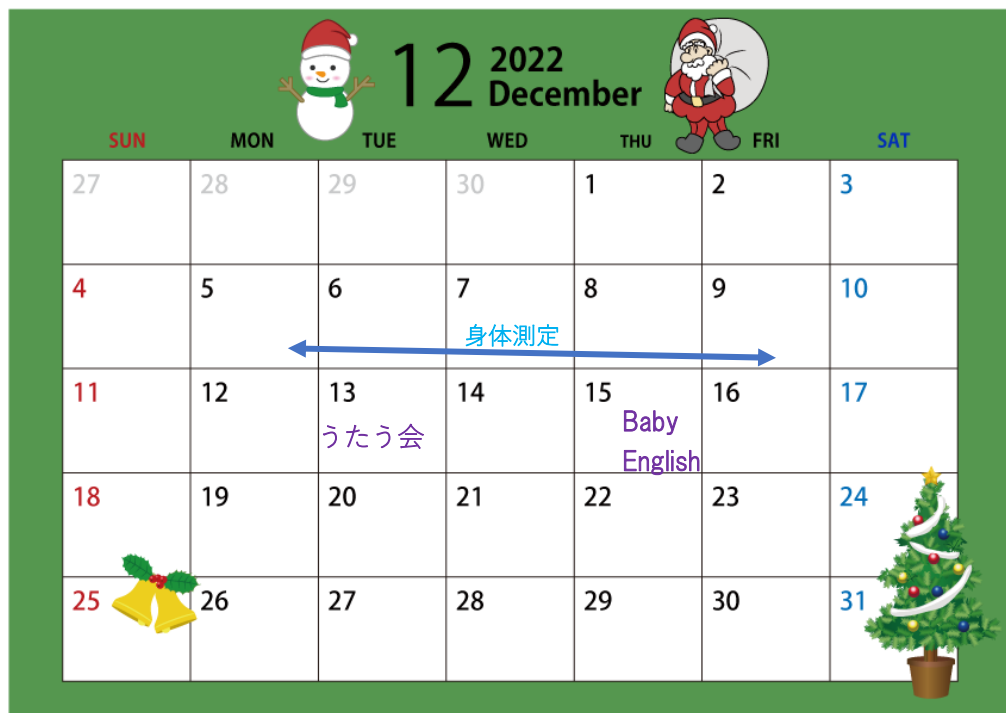 12
2022
December
SUN MON TUE WED THU FRI SAT
27 28 29 30 1 2 3
4 5 6 7 8 9 10
身体測定
11 12 13 14 15 16 17
うたう会
Baby
English
18 19 20 21 22 23 24
25 26 27 28 29 30 31